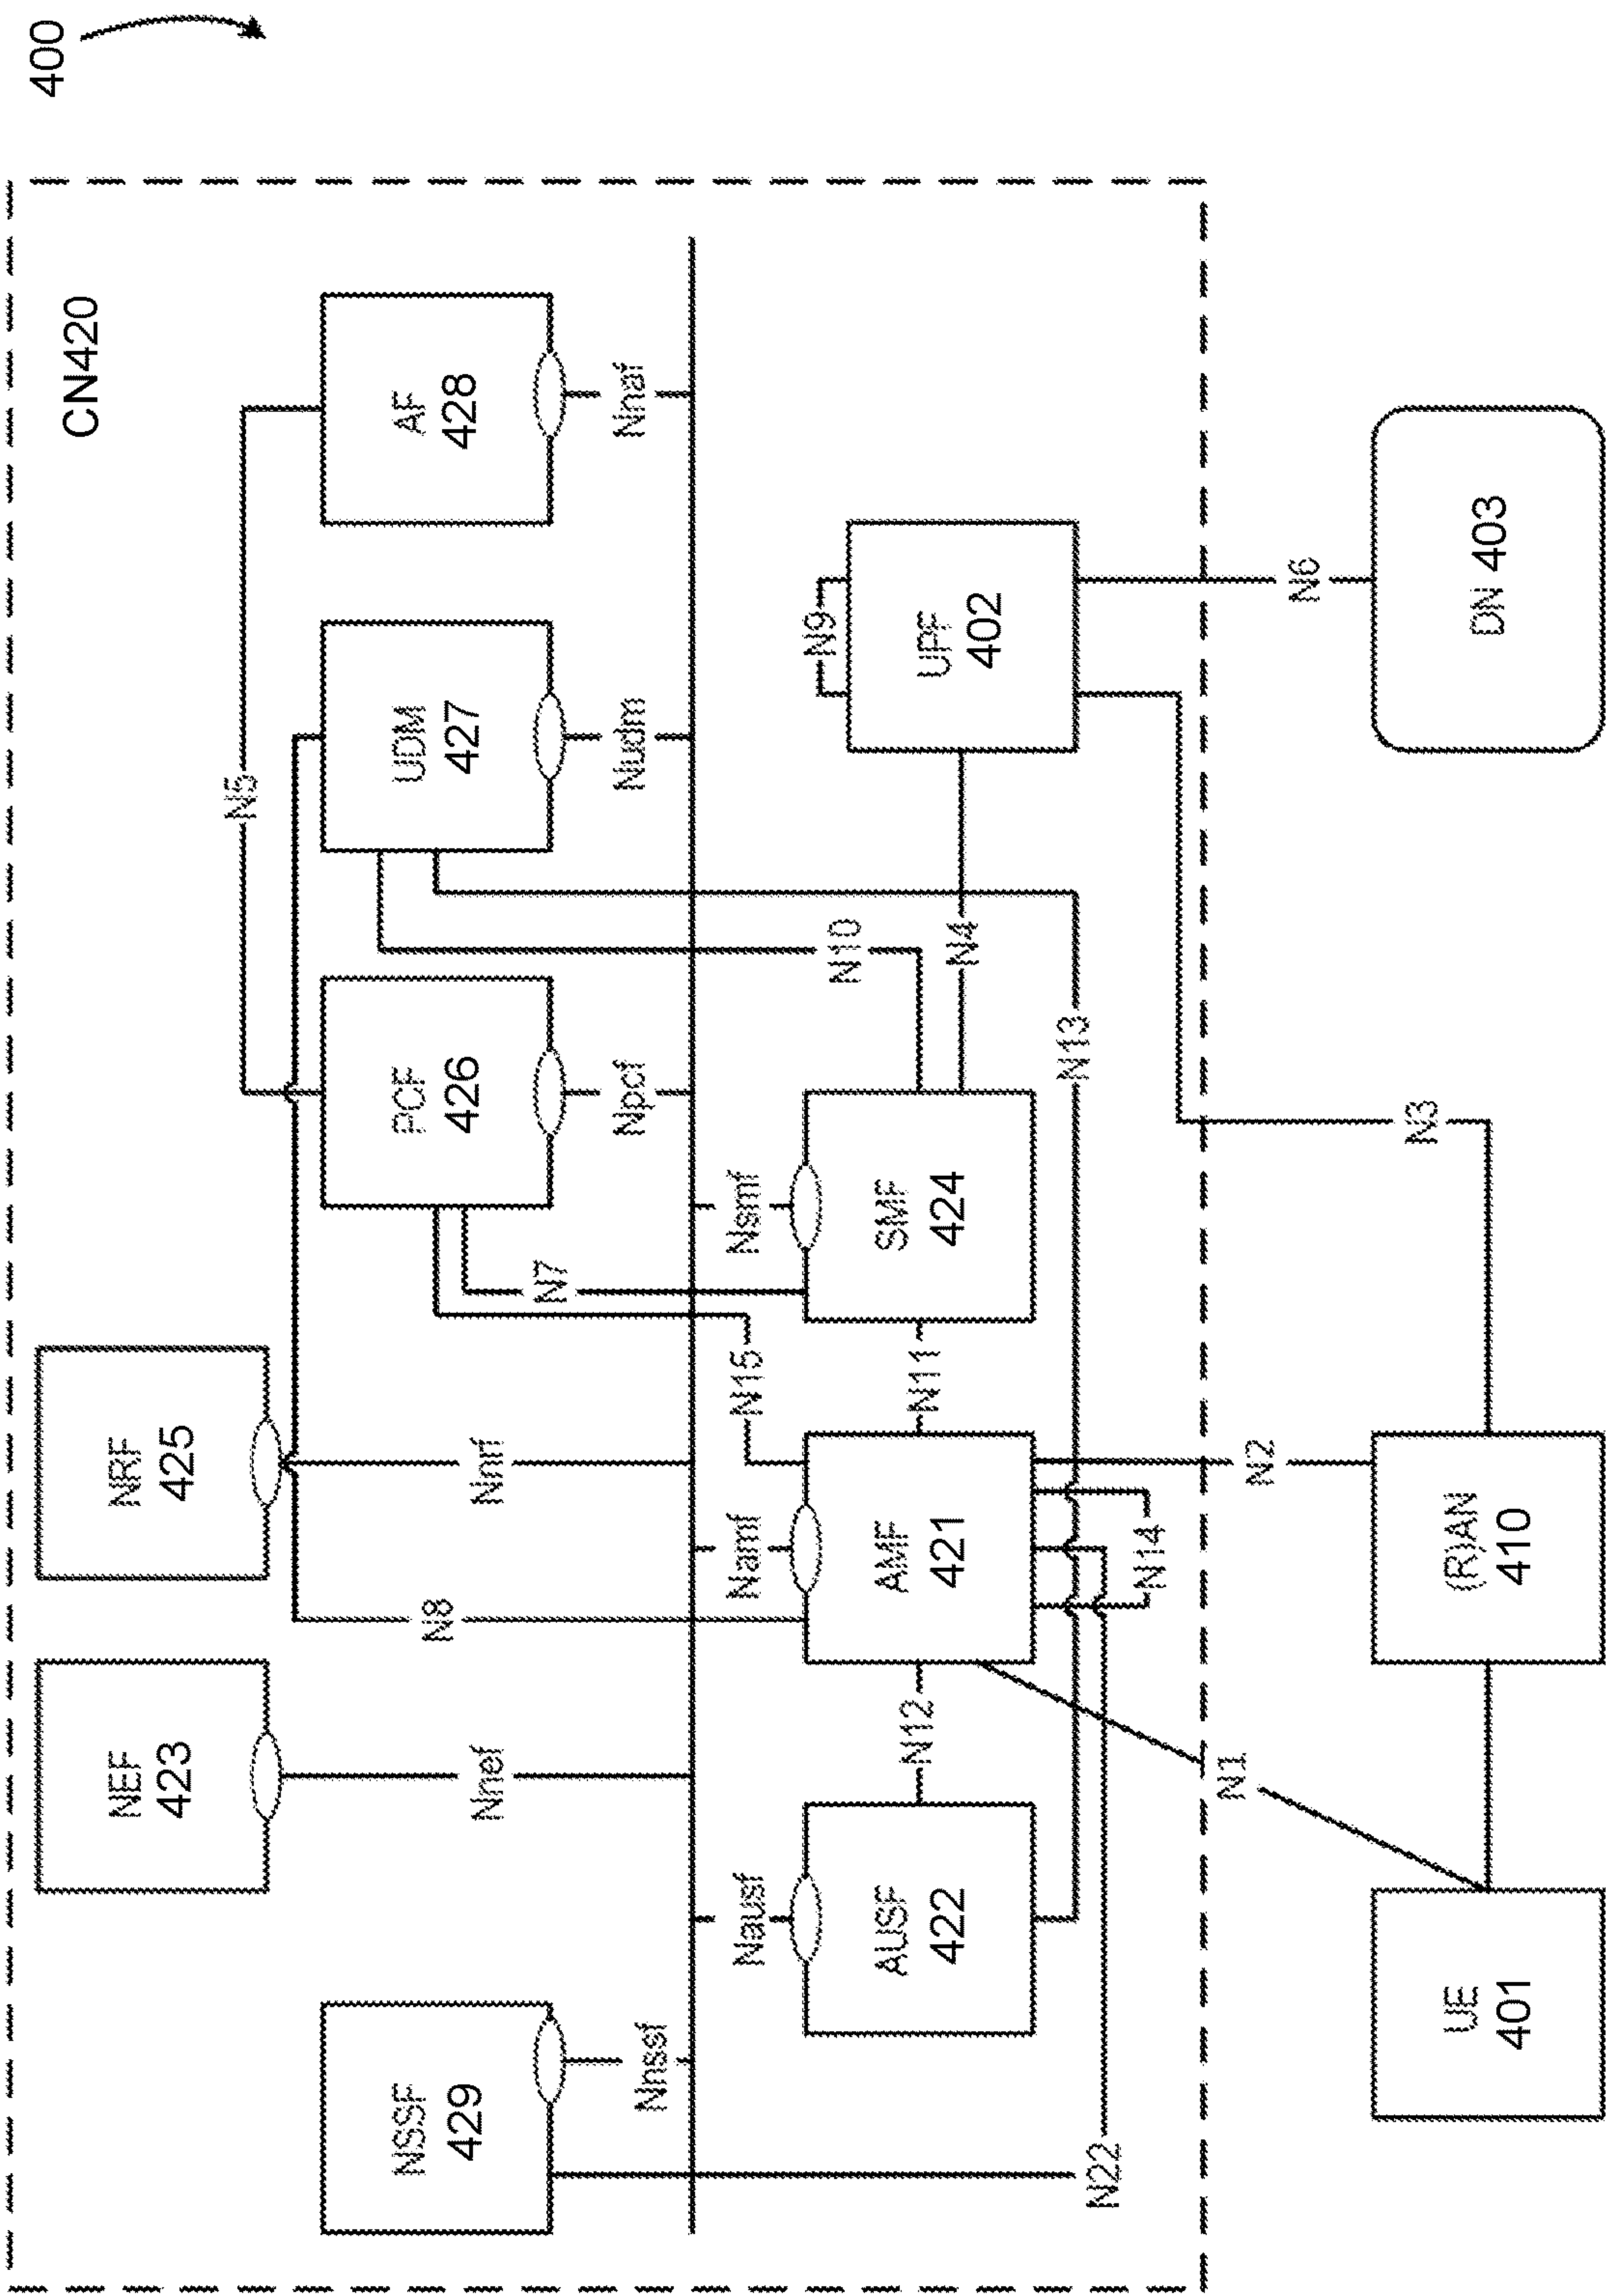 400
CN420
NEF
423
NRF
425
N5
N8
NSSF
429
PCF
426
UDM
427
AF
428
Nnssf
Nnef
Nnrf
N7
Npcf
Nudm
Nnaf
Nausf
Namf
N15
Nsmf
N10
N9
AUSF
422
N12
AMF
421
N11
SMF
424
N4
UPF
402
N13
N22
N14
N1
N2
N3
N6
UE
401
(R)AN
410
DN 403